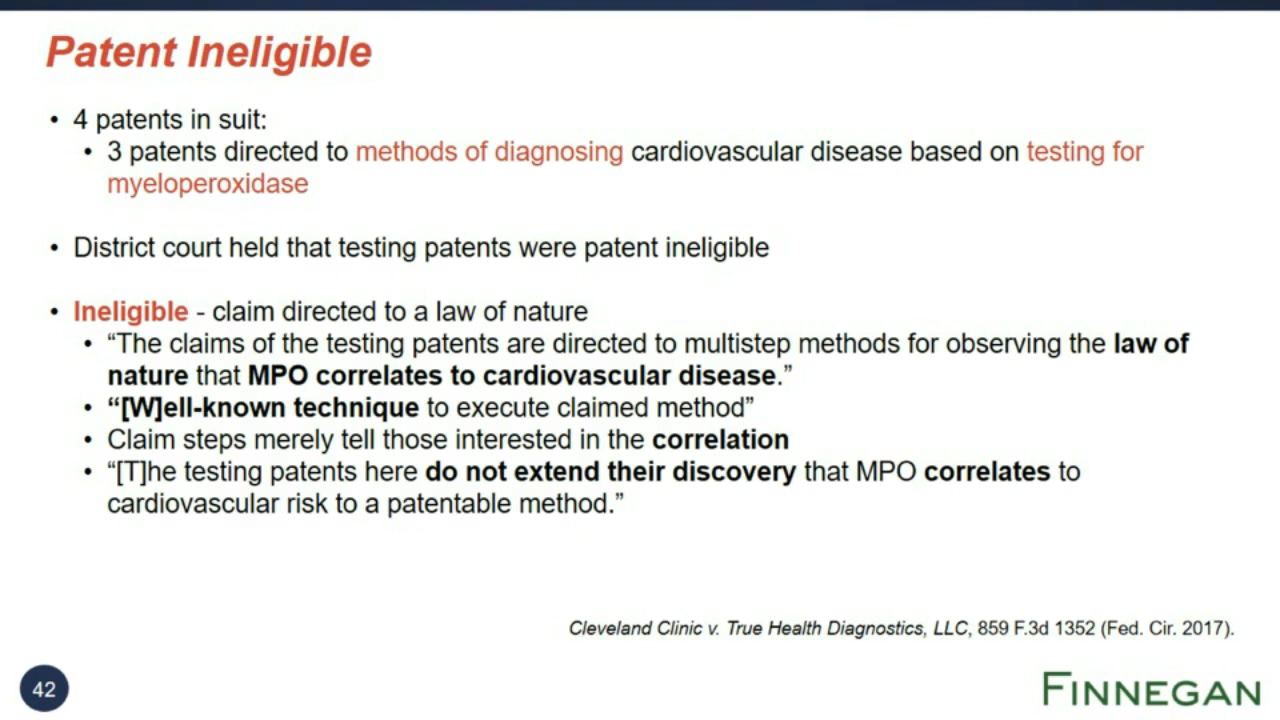 Patent Ineligible
• 4 patents in suit:
• 3 patents directed to methods of diagnosing cardiovascular disease based on testing for
myeloperoxidase
• District court held that testing patents were patent ineligible
• Ineligible - claim directed to a law of nature
• “The claims of the testing patents are directed to multistep methods for observing the law of
nature that MPO correlates to cardiovascular disease.”
• “[W]ell-known technique to execute claimed method”
• Claim steps merely tell those interested in the correlation
• “[T]he testing patents here do not extend their discovery that MPO correlates to
cardiovascular risk to a patentable method.”
Cleveland Clinic v. True Health Diagnostics, LLC, 859 F.3d 1352 (Fed. Cir. 2017).
42
FINNEGAN